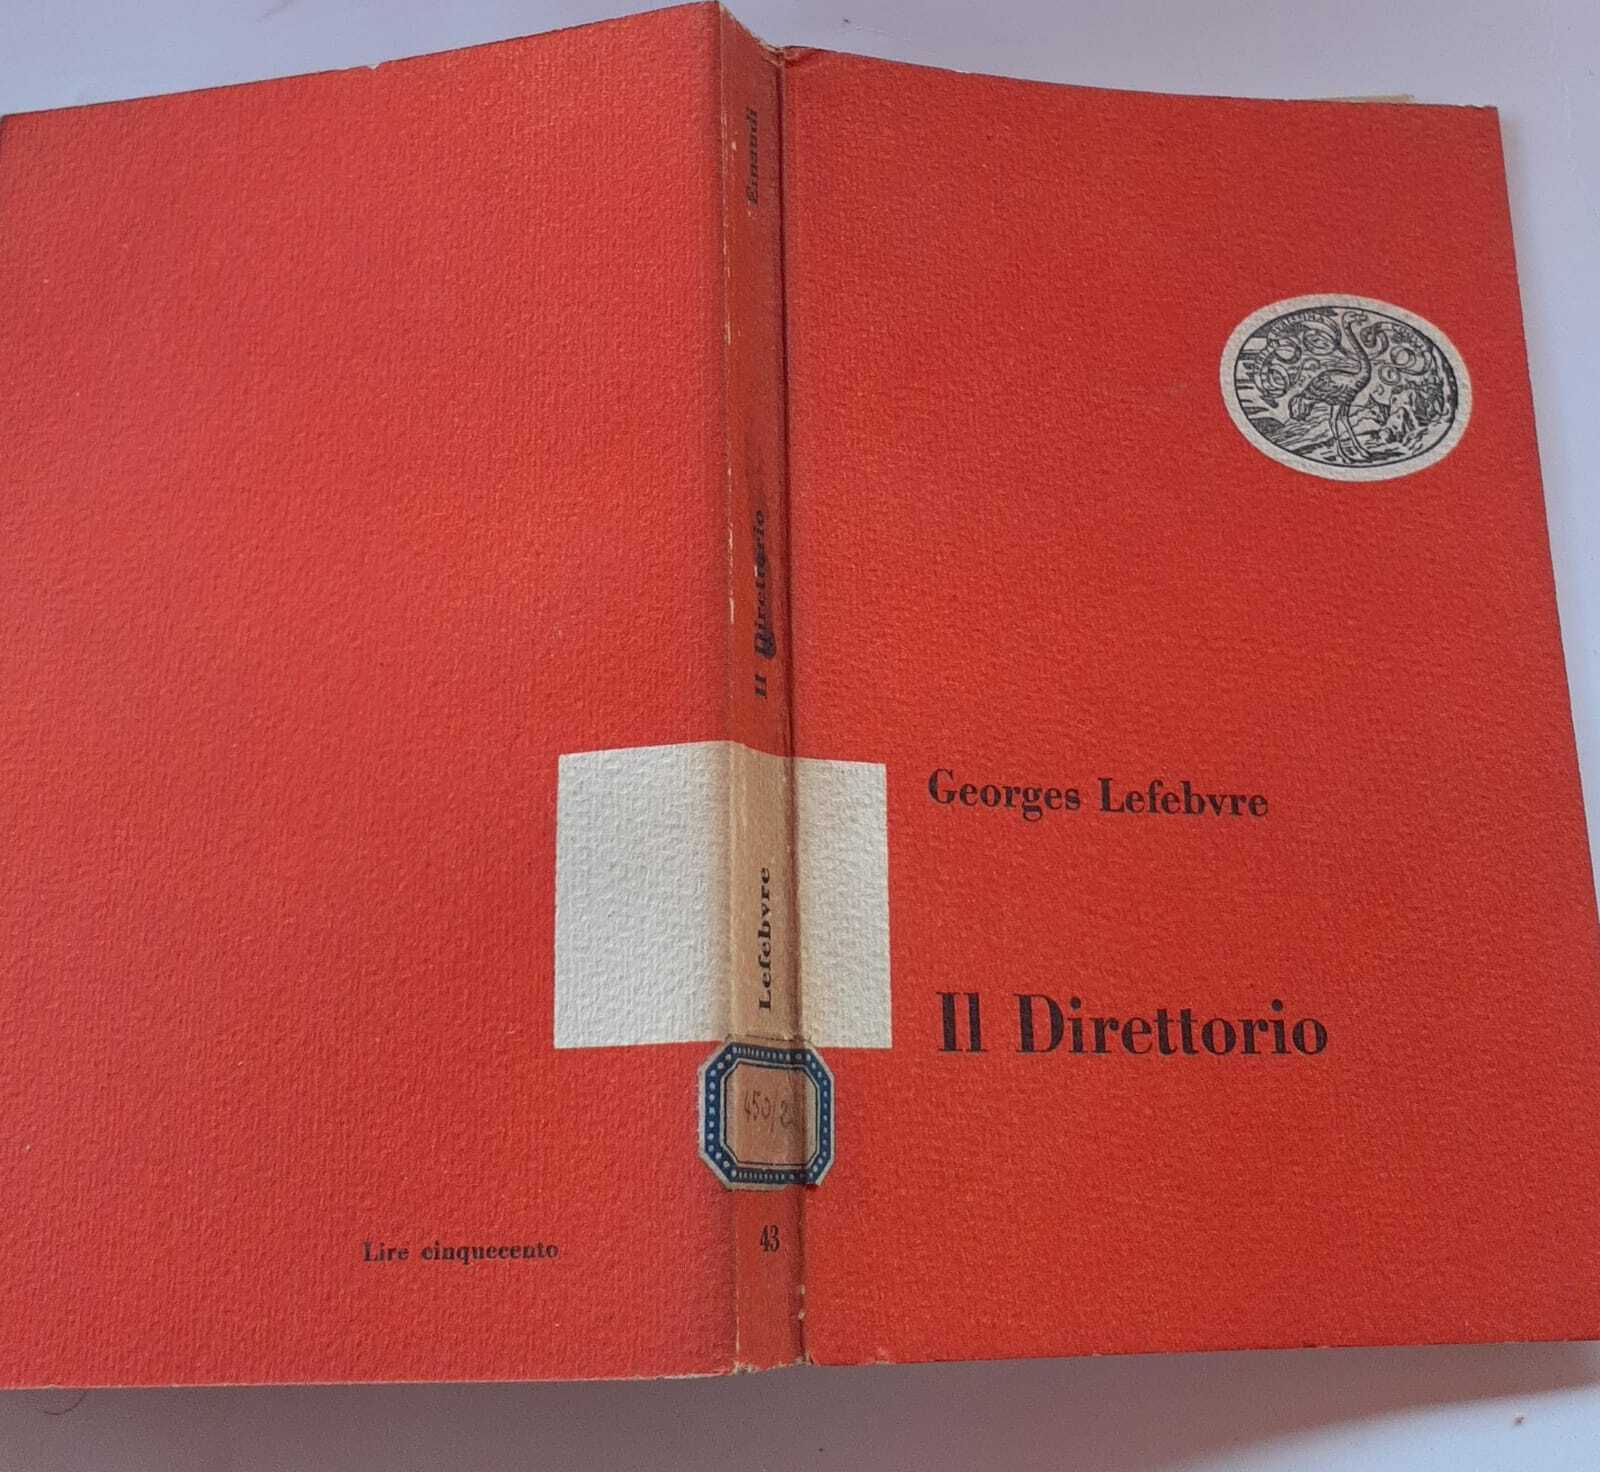 Lire cinquecento
Einaudi
Il Direttorio
Lefebvre
43
Georges Lefebvre
Il Direttorio